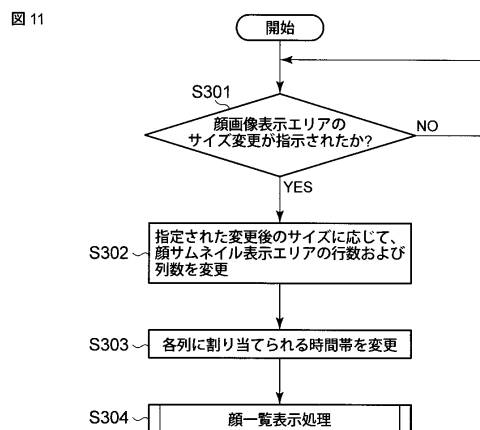 図 11
開始
S301
顔画像表示エリアの
サイズ変更が指示されたか?
NO
YES
S302
指定された変更後のサイズに応じて、
顔サムネイル表示エリアの行数および
列数を変更
S303
各列に割り当てられる時間帯を変更
S304
顔一覧表示処理